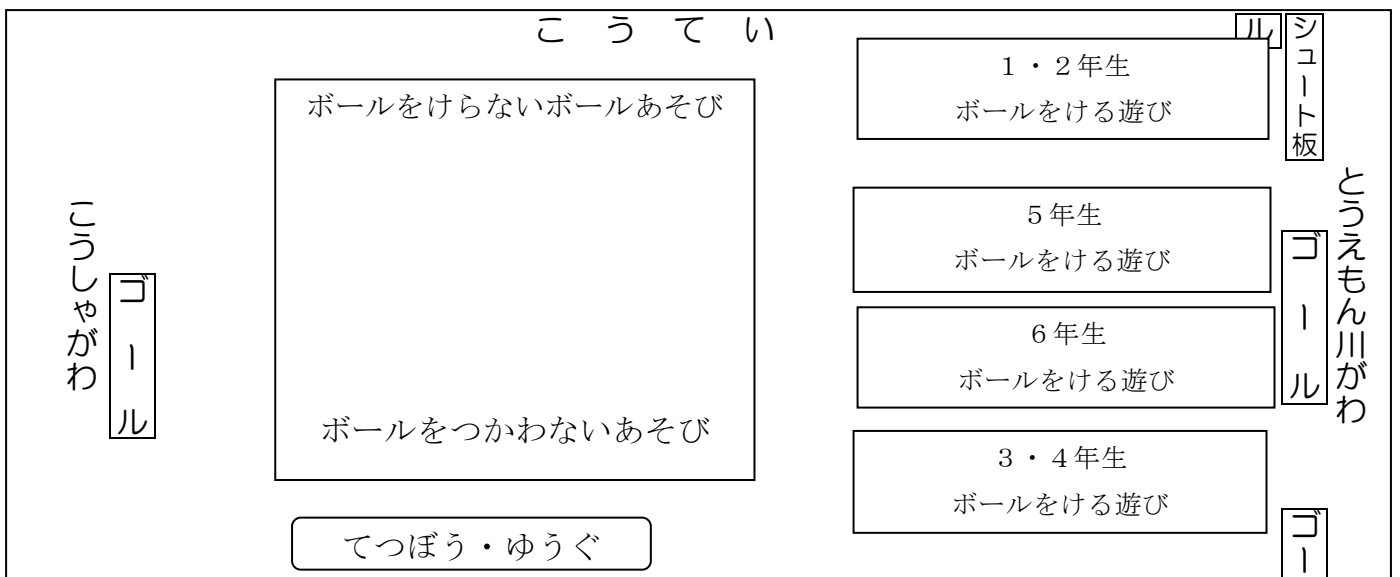 こうてい
ル
シュート板
1・2年生
ボールをける遊び
ボールをけらないボールあそび
5年生
ボールをける遊び
とうえもん川がわ
ゴール
こうしゃがわ
ゴール
6年生
ボールをける遊び
ボールをつかわないあそび
3・4年生
ボールをける遊び
てつぼう・ゆうぐ
ゴー